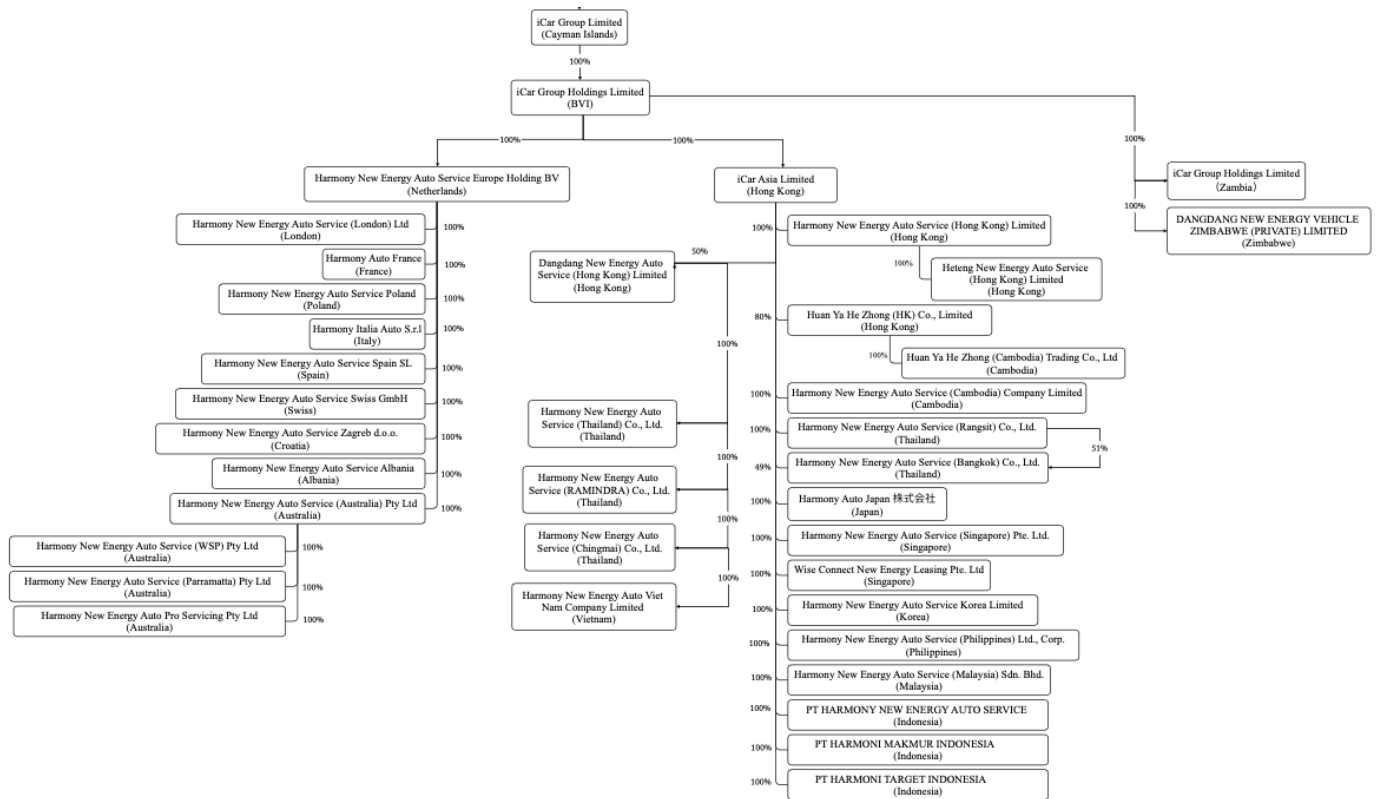 iCar Group Limited
(Cayman Islands)
100%
iCar Group Holdings Limited
(BVI)
100%
100%
100%
100%
iCar Group Holdings Limited
(Zambia)
DANGDANG NEW ENERGY VEHICLE
ZIMBABWE (PRIVATE) LIMITED
(Zimbabwe)
Harmony New Energy Auto Service Europe Holding BV
(Netherlands)
Harmony New Energy Auto Service (London) Ltd
(London)
100%
Harmony Auto France
(France)
100%
Harmony New Energy Auto Service Poland
(Poland)
100%
Harmony Italia Auto S.r.l
(Italy)
100%
Harmony New Energy Auto Service Spain SL
(Spain)
100%
Harmony New Energy Auto Service Swiss GmbH
(Swiss)
100%
Harmony New Energy Auto Service Zagreb d.o.o.
(Croatia)
100%
Harmony New Energy Auto Service Albania
(Albania)
100%
Harmony New Energy Auto Service (Australia) Pty Ltd
(Australia)
100%
Harmony New Energy Auto Service (WSP) Pty Ltd
(Australia)
100%
Harmony New Energy Auto Service (Parramatta) Pty Ltd
(Australia)
100%
Harmony New Energy Auto Pro Servicing Pty Ltd
(Australia)
100%
iCar Asia Limited
(Hong Kong)
50%
Dangdang New Energy Auto
Service (Hong Kong) Limited
(Hong Kong)
100%
Harmony New Energy Auto
Service (Thailand) Co., Ltd.
(Thailand)
100%
Harmony New Energy Auto
Service (RAMINDRA) Co., Ltd.
(Thailand)
100%
Harmony New Energy Auto
Service (Chingmai) Co., Ltd.
(Thailand)
100%
Harmony New Energy Auto Viet
Nam Company Limited
(Vietnam)
100%
Harmony New Energy Auto Service (Hong Kong) Limited
(Hong Kong)
100%
Heteng New Energy Auto Service
(Hong Kong) Limited
(Hong Kong)
80%
Huan Ya He Zhong (HK) Co., Limited
(Hong Kong)
100%
Huan Ya He Zhong (Cambodia) Trading Co., Ltd
(Cambodia)
100%
Harmony New Energy Auto Service (Cambodia) Company Limited
(Cambodia)
100%
Harmony New Energy Auto Service (Rangsit) Co., Ltd.
(Thailand)
51%
49%
Harmony New Energy Auto Service (Bangkok) Co., Ltd.
(Thailand)
100%
Harmony Auto Japan 株式会社
(Japan)
100%
Harmony New Energy Auto Service (Singapore) Pte. Ltd.
(Singapore)
100%
Wise Connect New Energy Leasing Pte. Ltd
(Singapore)
100%
Harmony New Energy Auto Service Korea Limited
(Korea)
100%
Harmony New Energy Auto Service (Philippines) Ltd., Corp.
(Philippines)
100%
Harmony New Energy Auto Service (Malaysia) Sdn. Bhd.
(Malaysia)
100%
PT HARMONY NEW ENERGY AUTO SERVICE
(Indonesia)
100%
PT HARMONI MAKMUR INDONESIA
(Indonesia)
100%
PT HARMONI TARGET INDONESIA
(Indonesia)